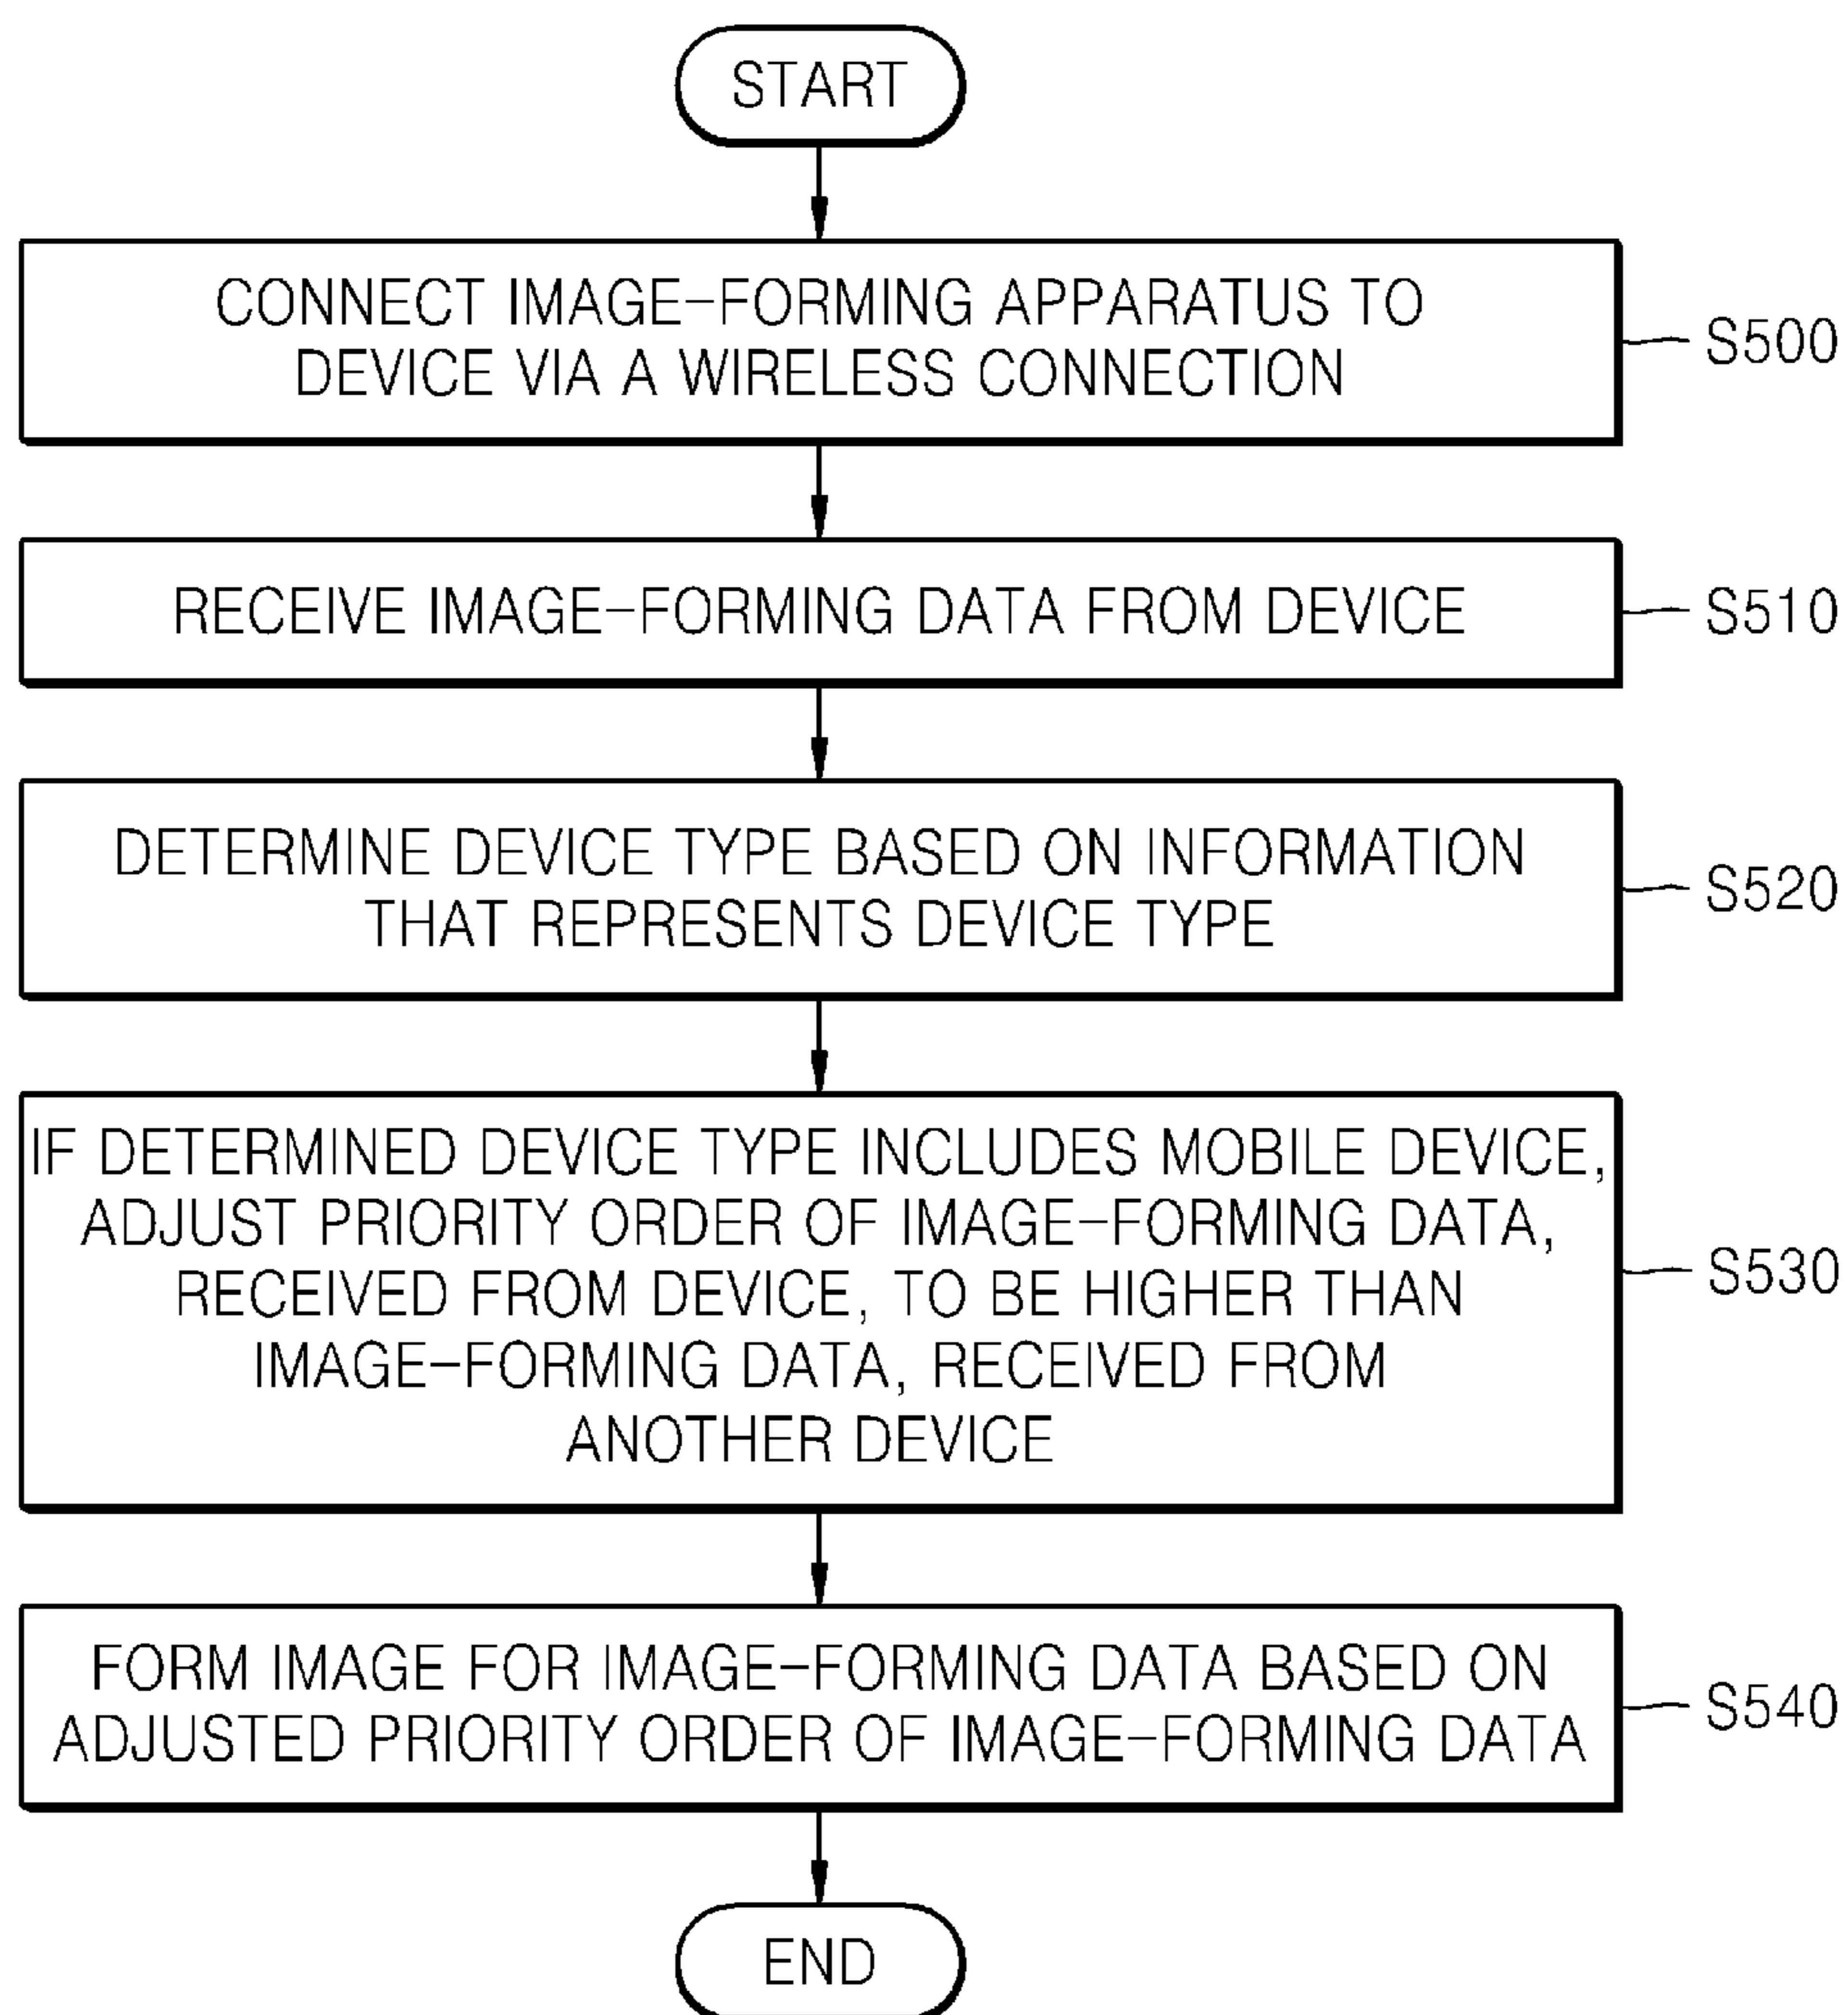 START
CONNECT IMAGE-FORMING APPARATUS TO
DEVICE VIA A WIRELESS CONNECTION
S500
RECEIVE IMAGE-FORMING DATA FROM DEVICE
S510
DETERMINE DEVICE TYPE BASED ON INFORMATION
THAT REPRESENTS DEVICE TYPE
S520
IF DETERMINED DEVICE TYPE INCLUDES MOBILE DEVICE,
ADJUST PRIORITY ORDER OF IMAGE-FORMING DATA,
RECEIVED FROM DEVICE, TO BE HIGHER THAN
IMAGE-FORMING DATA, RECEIVED FROM
ANOTHER DEVICE
S530
FORM IMAGE FOR IMAGE-FORMING DATA BASED ON
ADJUSTED PRIORITY ORDER OF IMAGE-FORMING DATA
S540
END